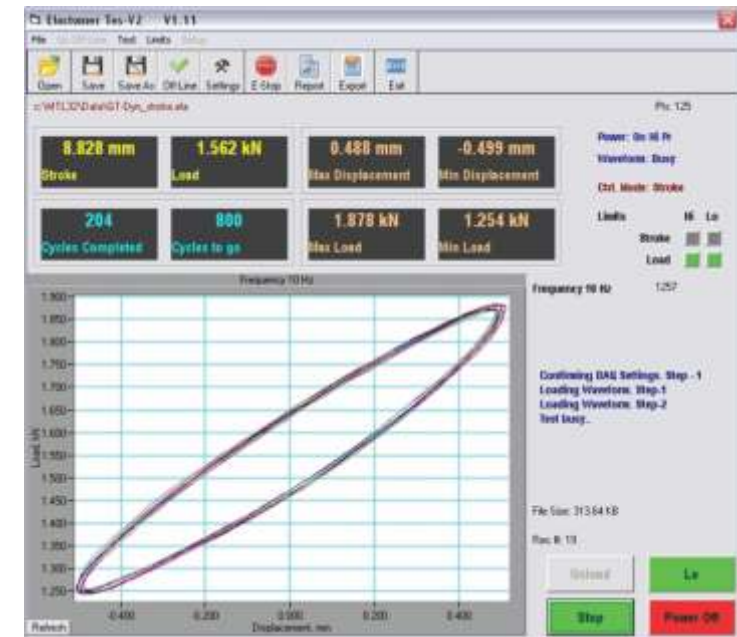 Elastomer Tes-V2 V1.11
File Test Limits
Open Save Save As Off Line Settings E-Stop Report Export Exit
Pts: 125
8.828 mm 1.562 kN 0.488 mm -0.499 mm
Stroke Load Max Displacement Min Displacement
Power: On Hi Pr
Waveform: Busy
Ctrl. Mode: Stroke
204 800 1.878 kN 1.254 kN
Cycles Completed Cycles to go Max Load Min Load
Limits Hi Lo
Stroke
Load
Frequency 10 Hz
Frequency 10 Hz 1257
1.900
1.850
1.800
1.750
1.700
1.650
1.600
1.550
1.500
1.450
1.400
1.350
1.300
1.250
Load, kN
Confirming DAQ Settings. Step - 1
Loading Waveform. Step-1
Loading Waveform. Step-2
Test busy..
File Size: 313.64 KB
Rec #: 19
Unload Lo
Stop Power Off
-0.400 -0.200 0.000 0.200 0.400
Refresh Displacement, mm